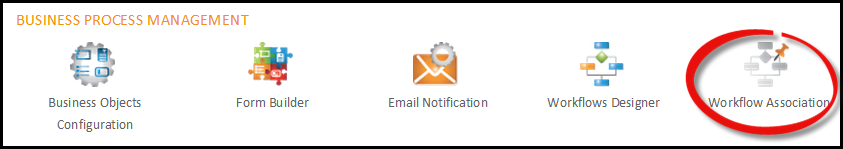 BUSINESS PROCESS MANAGEMENT
Business Objects
Configuration
Form Builder
Email Notification
Workflows Designer
Workflow Association